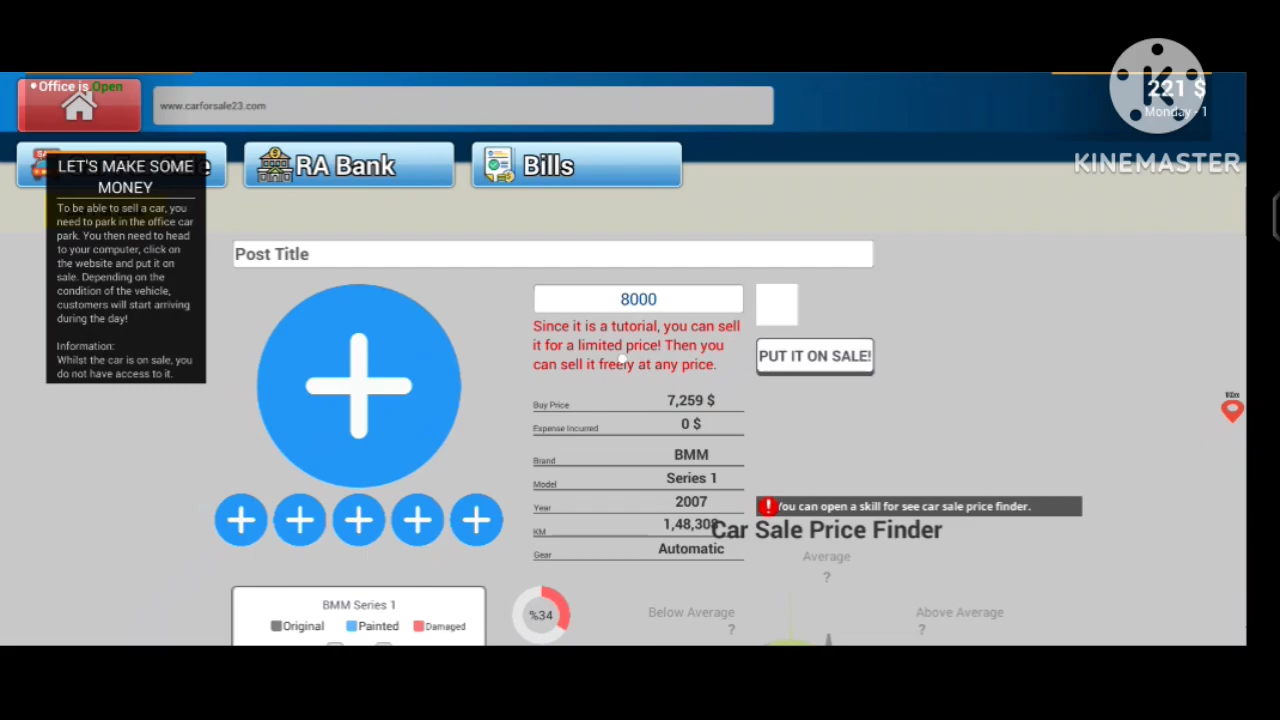 Office is Open
www.carforsale23.com
221 $
Monday - 1
KINEMASTER
RA Bank
Bills
LET'S MAKE SOME
MONEY
To be able to sell a car, you
need to park in the office car
park. You then need to head
to your computer, click on
the website and put it on
sale. Depending on the
condition of the vehicle,
customers will start arriving
during the day!
Information:
Whilst the car is on sale, you
do not have access to it.
Post Title
8000
Since it is a tutorial, you can sell
it for a limited price! Then you
can sell it freely at any price.
PUT IT ON SALE!
Buy Price 7,259 $
Expense Incurred 0 $
Brand BMM
Model Series 1
Year 2007
KM 1,48,308
Gear Automatic
You can open a skill for see car sale price finder.
Car Sale Price Finder
Average
?
Below Average
?
Above Average
?
BMM Series 1
Original Painted Damaged
%34